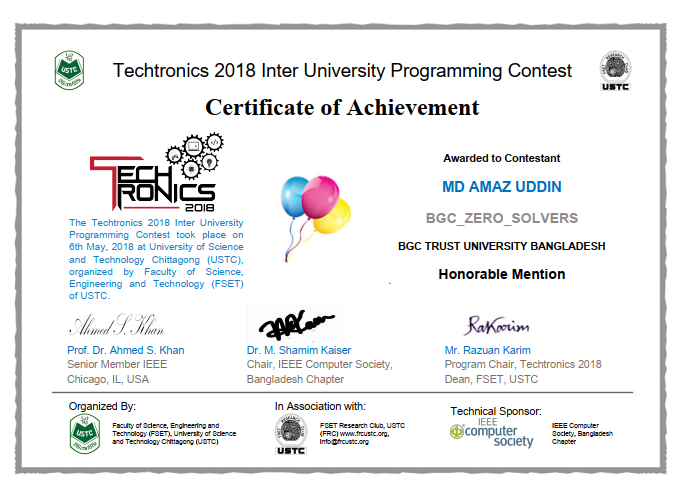 USTC
Techtronics 2018 Inter University Programming Contest
USTC
Certificate of Achievement
TECH
TRONICS
2018
The Techtronics 2018 Inter University
Programming Contest took place on
6th May, 2018 at University of Science
and Technology Chittagong (USTC),
organized by Faculty of Science,
Engineering and Technology (FSET)
of USTC.
Awarded to Contestant
MD AMAZ UDDIN
BGC_ZERO_SOLVERS
BGC TRUST UNIVERSITY BANGLADESH
Honorable Mention
Ahmed S. Khan
RaKarim
Prof. Dr. Ahmed S. Khan
Senior Member IEEE
Chicago, IL, USA
Dr. M. Shamim Kaiser
Chair, IEEE Computer Society,
Bangladesh Chapter
Mr. Razuan Karim
Program Chair, Techtronics 2018
Dean, FSET, USTC
Organized By:
USTC
Faculty of Science, Engineering and
Technology (FSET), University of Science
and Technology Chittagong (USTC)
In Association with:
USTC
FSET Research Club, USTC
(FRC) www.frcustc.org,
info@frcustc.org
Technical Sponsor:
IEEE
computer
society
IEEE Computer
Society, Bangladesh
Chapter